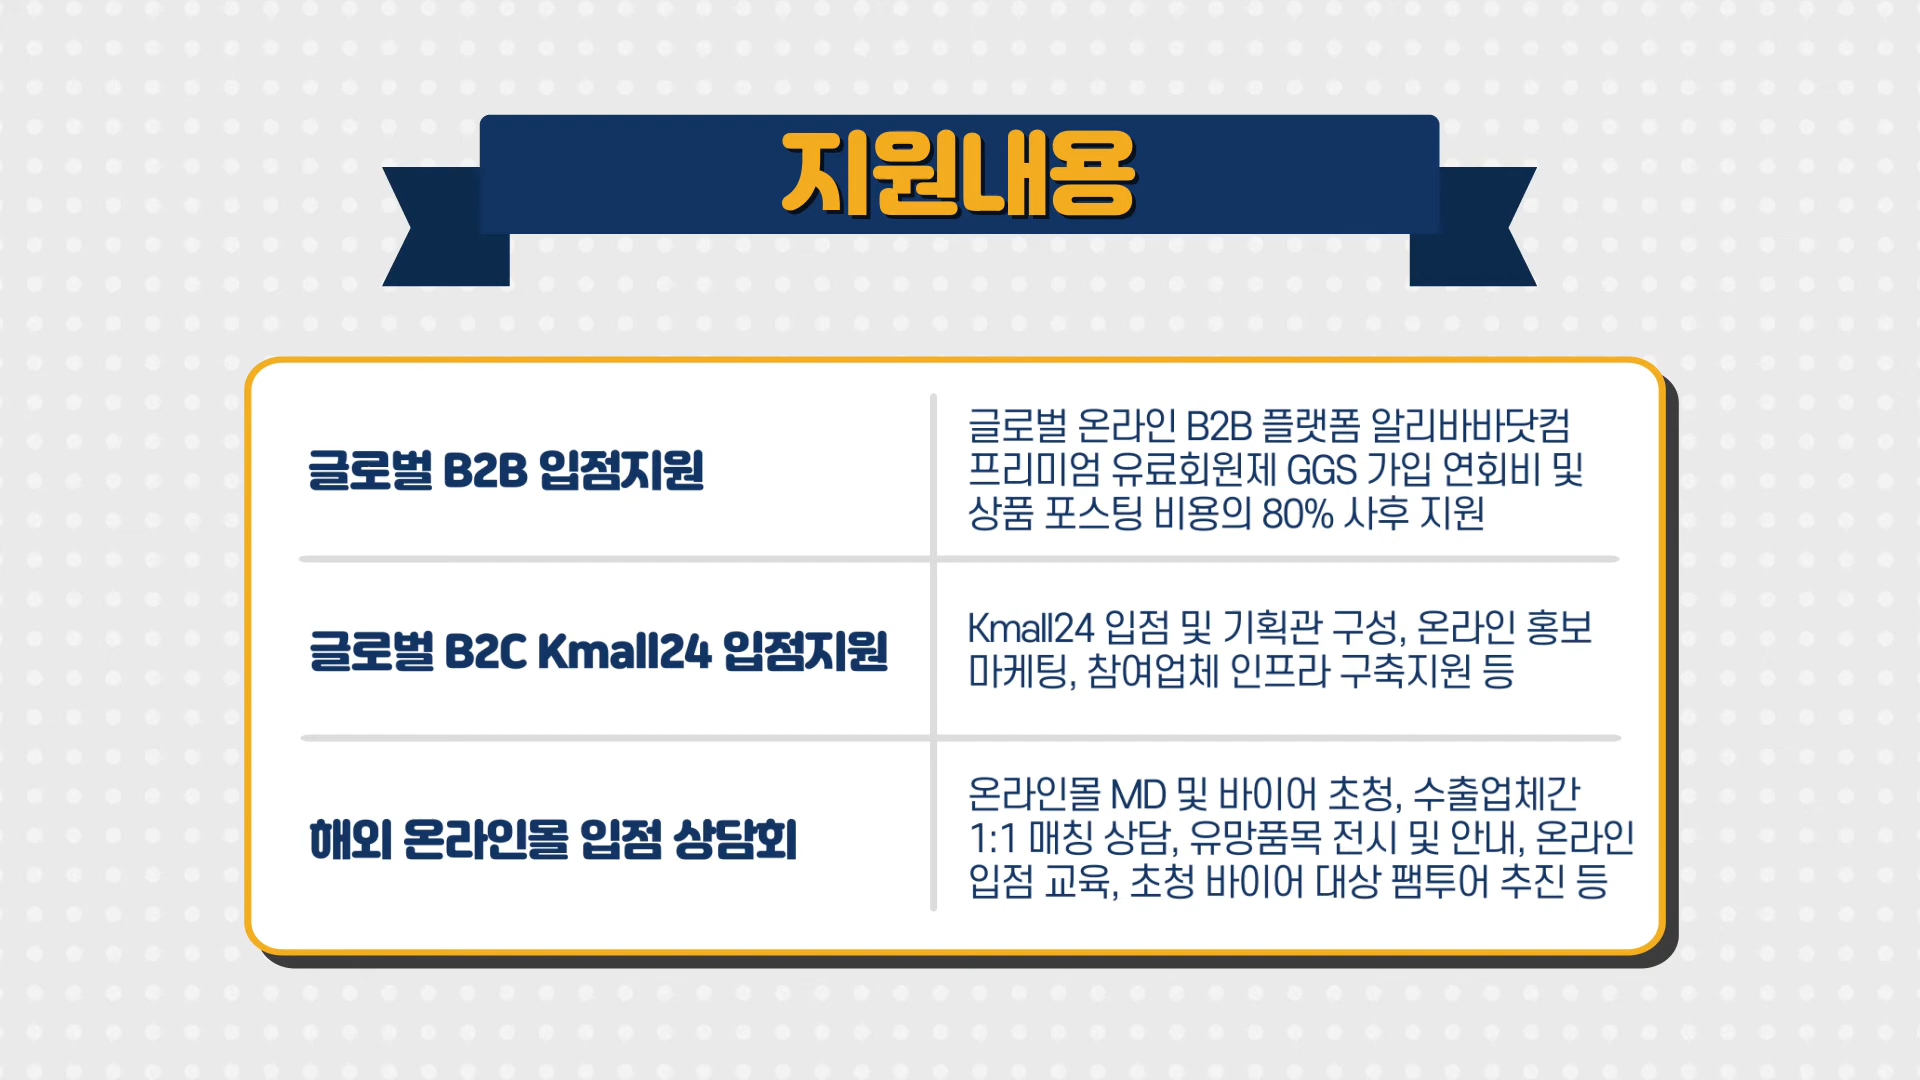 지원내용
글로벌 B2B 입점지원
글로벌 온라인 B2B 플랫폼 알리바바닷컴
프리미엄 유료회원제 GGS 가입 연회비 및
상품 포스팅 비용의 80% 사후 지원
글로벌 B2C Kmall24 입점지원
Kmall24 입점 및 기획관 구성, 온라인 홍보
마케팅, 참여업체 인프라 구축지원 등
해외 온라인몰 입점 상담회
온라인몰 MD 및 바이어 초청, 수출업체간
1:1 매칭 상담, 유망품목 전시 및 안내, 온라인
입점 교육, 초청 바이어 대상 팸투어 추진 등